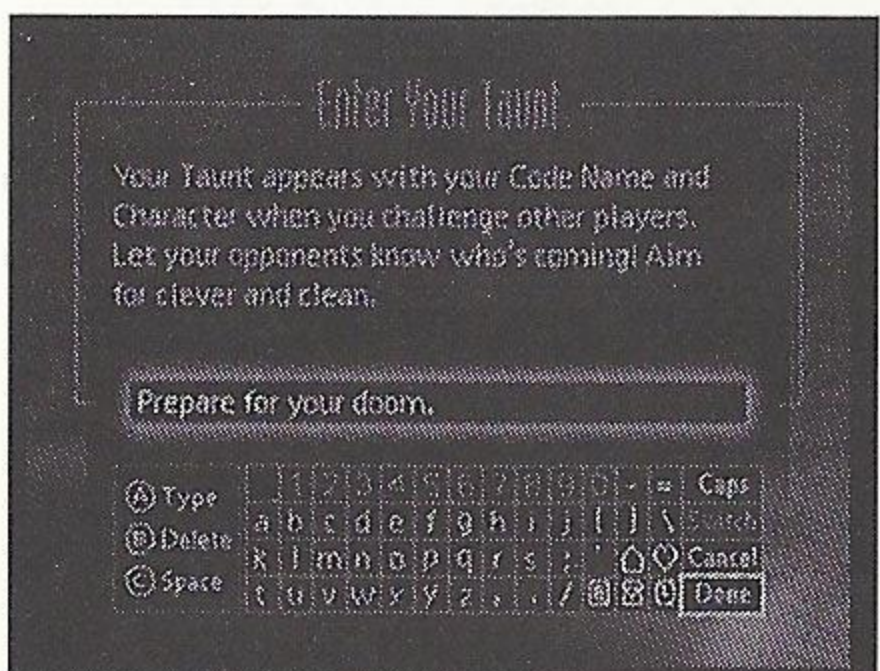 Enter Your Taunt
Your Taunt appears with your Code Name and
Character when you challenge other players.
Let your opponents know who's coming! Aim
for clever and clean.
Prepare for your doom.
A Type
B Delete
C Space
1 2 3 4 5 6 7 8 9 0 - = Caps
a b c d e f g h i j [ ] \ Switch
k l m n o p q r s ; ' Cancel
t u v w x y z , . / Done